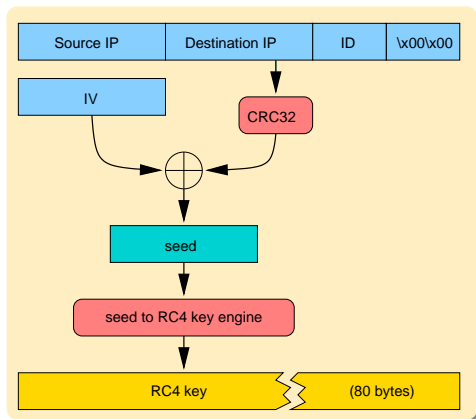 Source IP Destination IP ID \x00\x00
IV
CRC32
seed
seed to RC4 key engine
RC4 key (80 bytes)